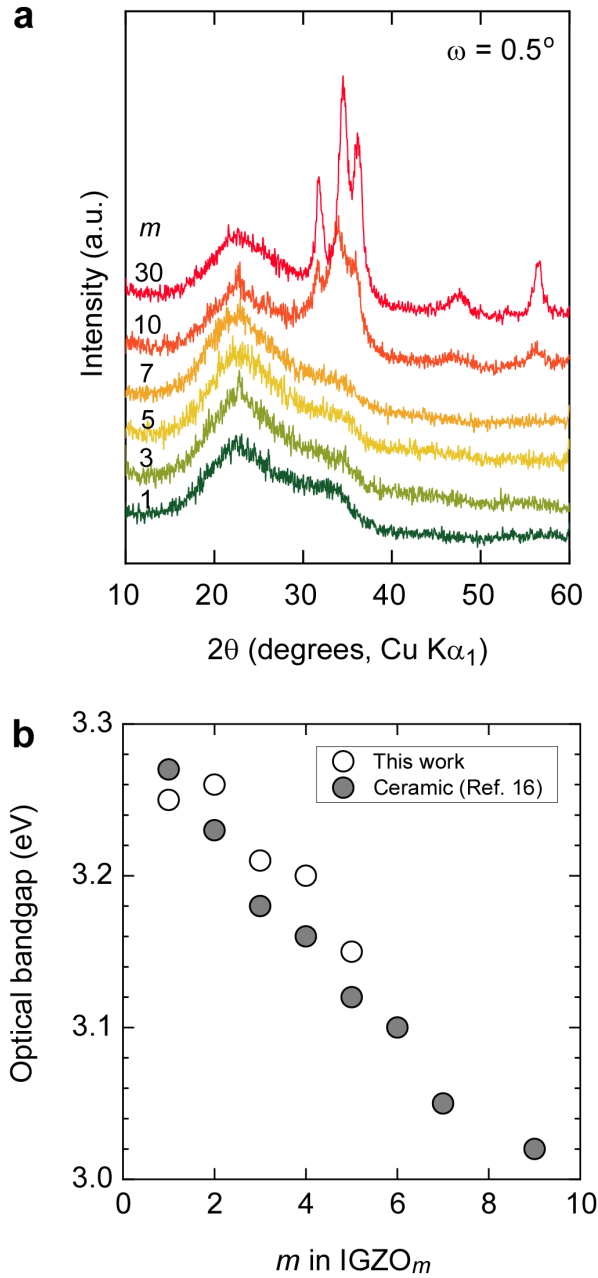 a
ω = 0.5°
Intensity (a.u.)
m
30
10
7
5
3
1
10 20 30 40 50 60
2θ (degrees, Cu Kα₁)
b
3.3
3.2
3.1
3.0
Optical bandgap (eV)
This work
Ceramic (Ref. 16)
0 2 4 6 8 10
m in IGZOₘ